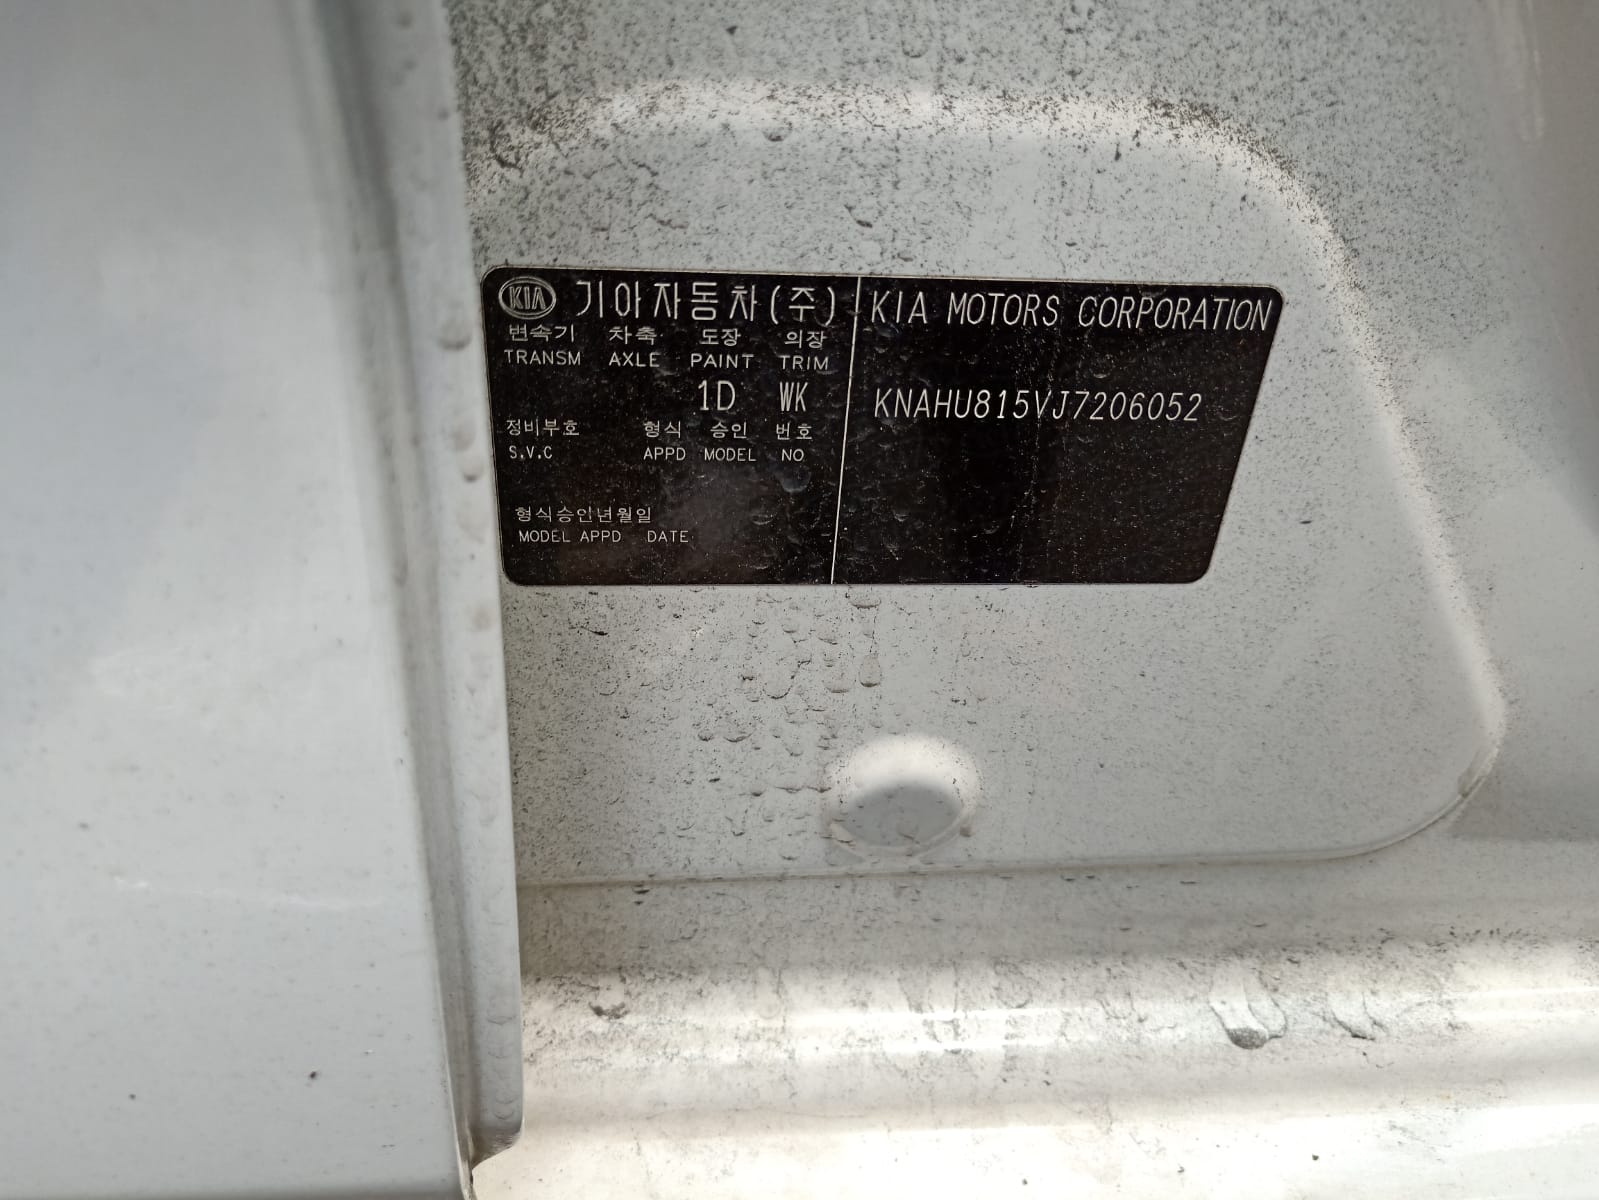 KIA 기아자동차(주) KIA MOTORS CORPORATION
변속기 차축 도장 의장
TRANSM AXLE PAINT TRIM
1D WK
KNAHU815VJ7206052
정비부호 형식 승인 번호
S.V.C APPD MODEL NO
형식승인년월일
MODEL APPD DATE